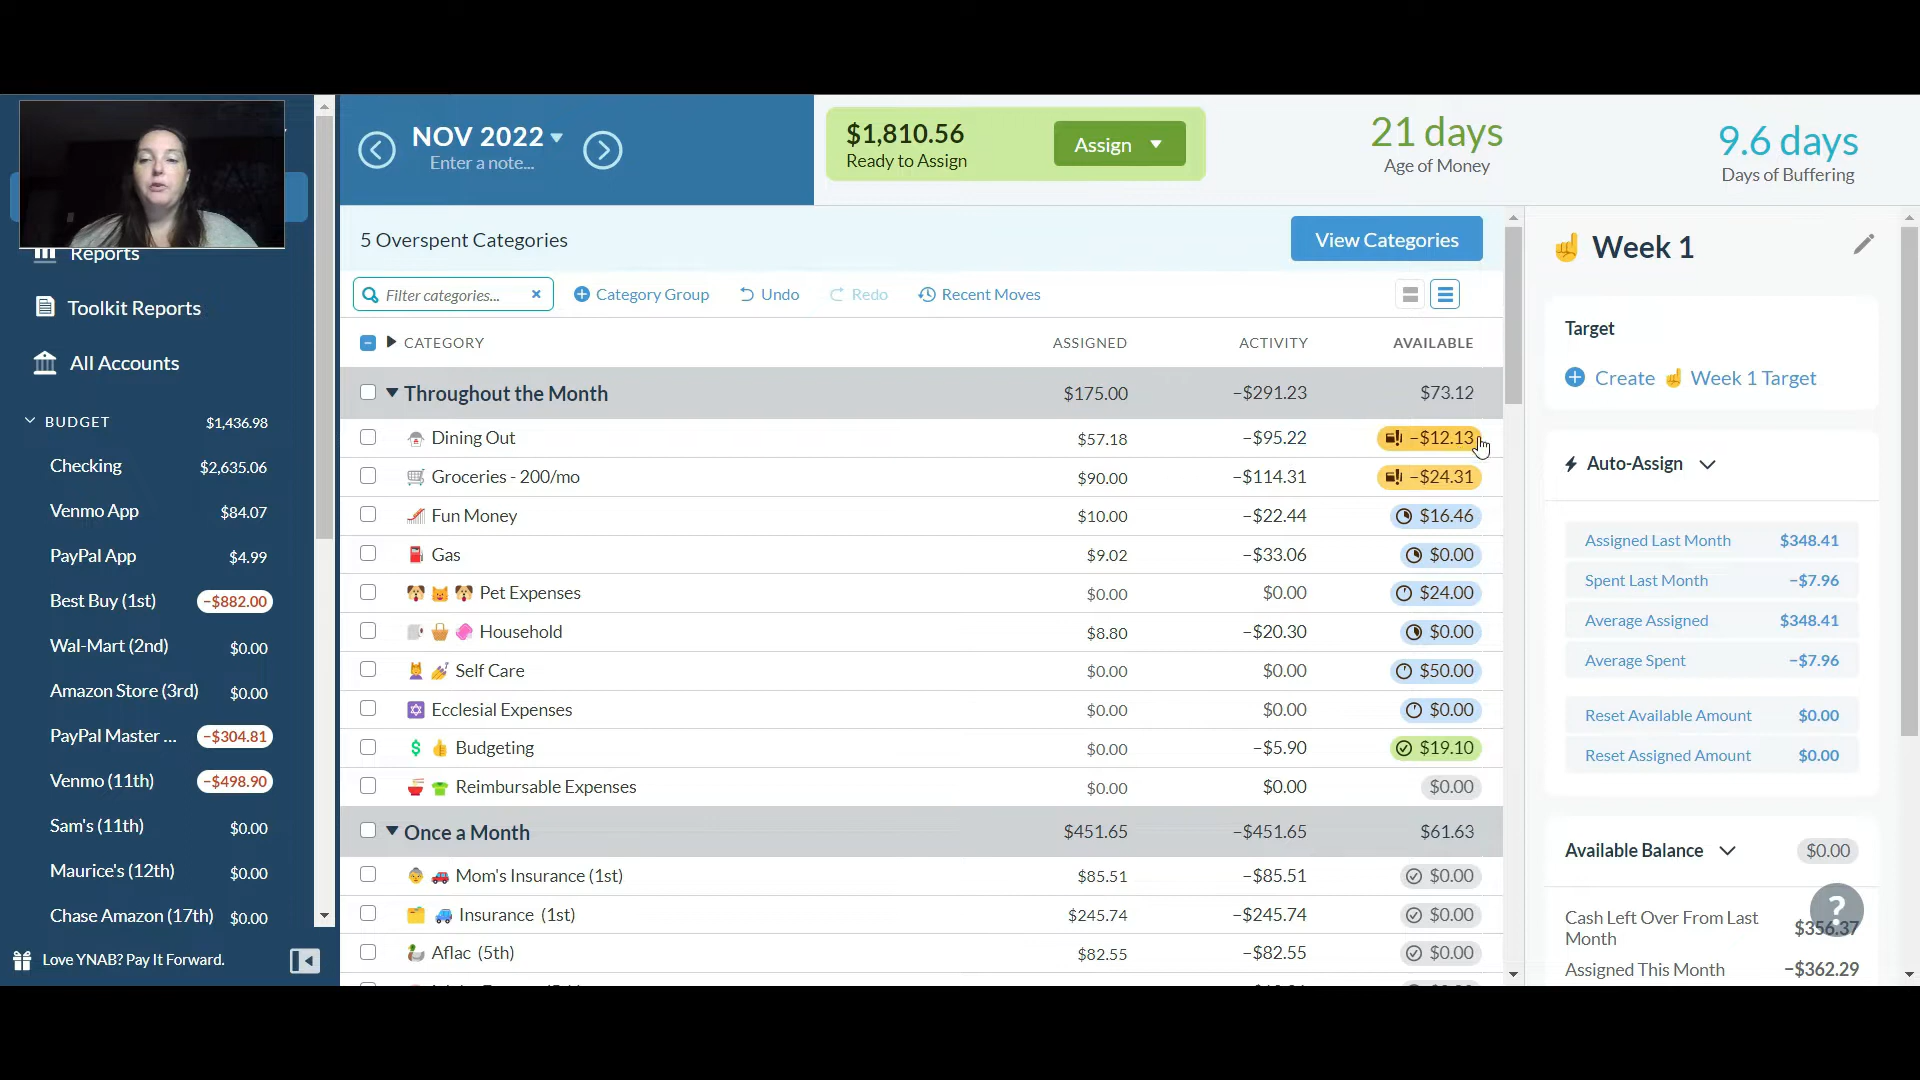 NOV 2022
Enter a note...
$1,810.56
Ready to Assign
Assign
21 days
Age of Money
9.6 days
Days of Buffering
Reports
Toolkit Reports
All Accounts
BUDGET $1,436.98
Checking $2,635.06
Venmo App $84.07
PayPal App $4.99
Best Buy (1st) −$882.00
Wal-Mart (2nd) $0.00
Amazon Store (3rd) $0.00
PayPal Master ... −$304.81
Venmo (11th) −$498.90
Sam's (11th) $0.00
Maurice's (12th) $0.00
Chase Amazon (17th) $0.00
Love YNAB? Pay It Forward.
5 Overspent Categories
View Categories
Filter categories...
Category Group
Undo
Redo
Recent Moves
CATEGORY ASSIGNED ACTIVITY AVAILABLE
Throughout the Month $175.00 −$291.23 $73.12
Dining Out $57.18 −$95.22 −$12.13
Groceries - 200/mo $90.00 −$114.31 −$24.31
Fun Money $10.00 −$22.44 $16.46
Gas $9.02 −$33.06 $0.00
Pet Expenses $0.00 $0.00 $24.00
Household $8.80 −$20.30 $0.00
Self Care $0.00 $0.00 $50.00
Ecclesial Expenses $0.00 $0.00 $0.00
Budgeting $0.00 −$5.90 $19.10
Reimbursable Expenses $0.00 $0.00 $0.00
Once a Month $451.65 −$451.65 $61.63
Mom's Insurance (1st) $85.51 −$85.51 $0.00
Insurance (1st) $245.74 −$245.74 $0.00
Aflac (5th) $82.55 −$82.55 $0.00
Week 1
Target
Create Week 1 Target
Auto-Assign
Assigned Last Month $348.41
Spent Last Month −$7.96
Average Assigned $348.41
Average Spent −$7.96
Reset Available Amount $0.00
Reset Assigned Amount $0.00
Available Balance $0.00
Cash Left Over From Last
Month $356.37
Assigned This Month −$362.29
?